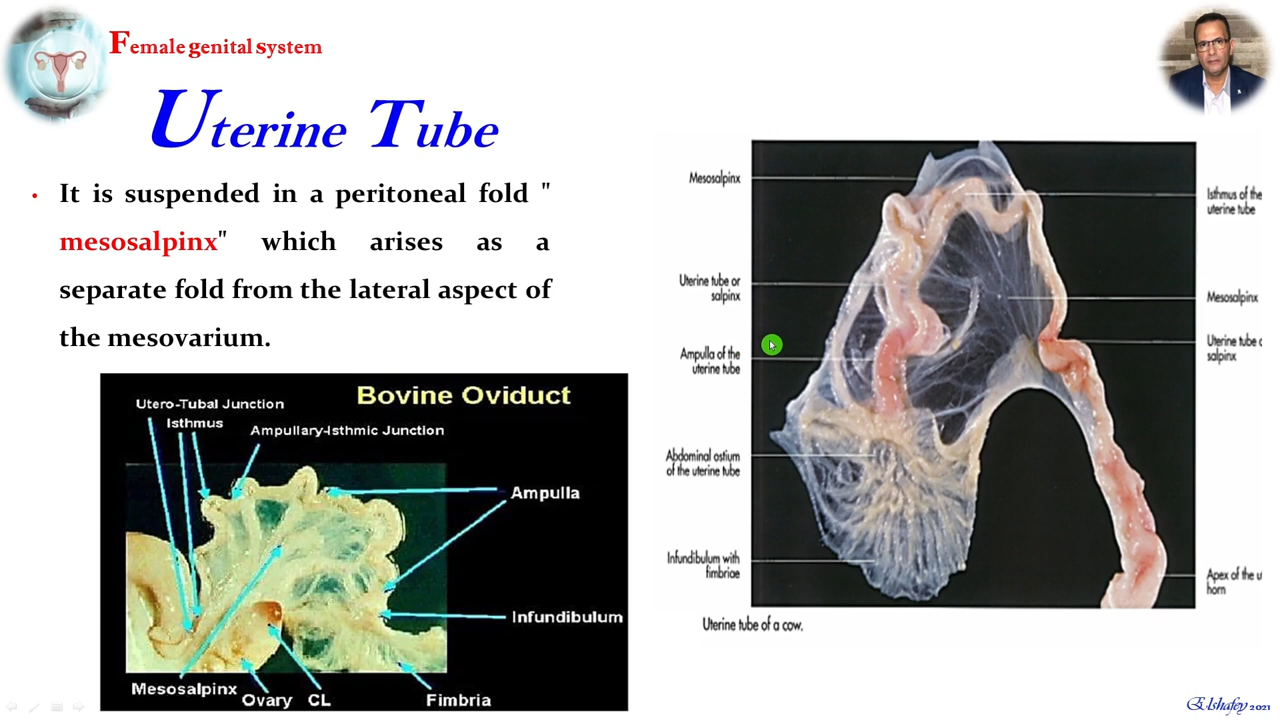 Female genital system
Uterine Tube
• It is suspended in a peritoneal fold "
mesosalpinx" which arises as a
separate fold from the lateral aspect of
the mesovarium.
Bovine Oviduct
Utero-Tubal Junction
Isthmus
Ampullary-Isthmic Junction
Ampulla
Infundibulum
Mesosalpinx
Ovary
CL
Fimbria
Mesosalpinx
Uterine tube or
salpinx
Ampulla of the
uterine tube
Abdominal ostium
of the uterine tube
Infundibulum with
fimbriae
Isthmus of the
uterine tube
Mesosalpinx
Uterine tube
salpinx
Apex of the u
horn
Uterine tube of a cow.
Elshafey 2021